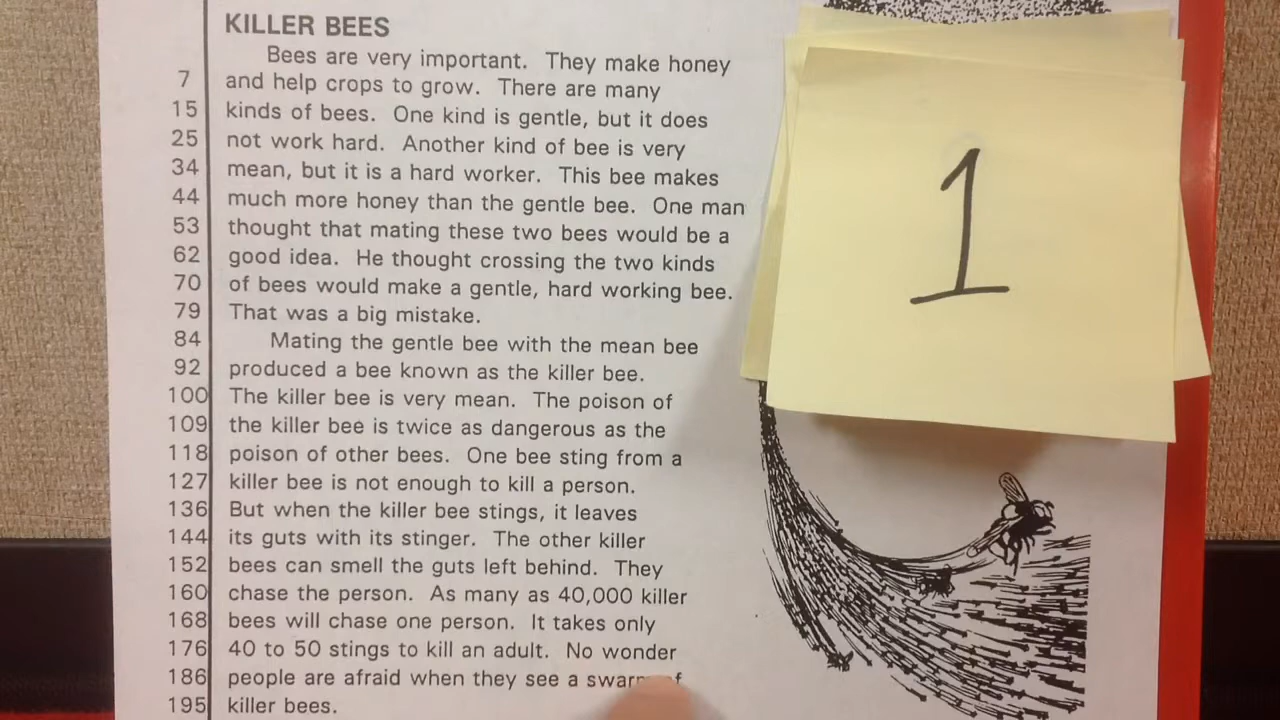 KILLER BEES
Bees are very important. They make honey
7 and help crops to grow. There are many
15 kinds of bees. One kind is gentle, but it does
25 not work hard. Another kind of bee is very
34 mean, but it is a hard worker. This bee makes
44 much more honey than the gentle bee. One man
53 thought that mating these two bees would be a
62 good idea. He thought crossing the two kinds
70 of bees would make a gentle, hard working bee.
79 That was a big mistake.
84 Mating the gentle bee with the mean bee
92 produced a bee known as the killer bee.
100 The killer bee is very mean. The poison of
109 the killer bee is twice as dangerous as the
118 poison of other bees. One bee sting from a
127 killer bee is not enough to kill a person.
136 But when the killer bee stings, it leaves
144 its guts with its stinger. The other killer
152 bees can smell the guts left behind. They
160 chase the person. As many as 40,000 killer
168 bees will chase one person. It takes only
176 40 to 50 stings to kill an adult. No wonder
186 people are afraid when they see a swarm of
195 killer bees.
1